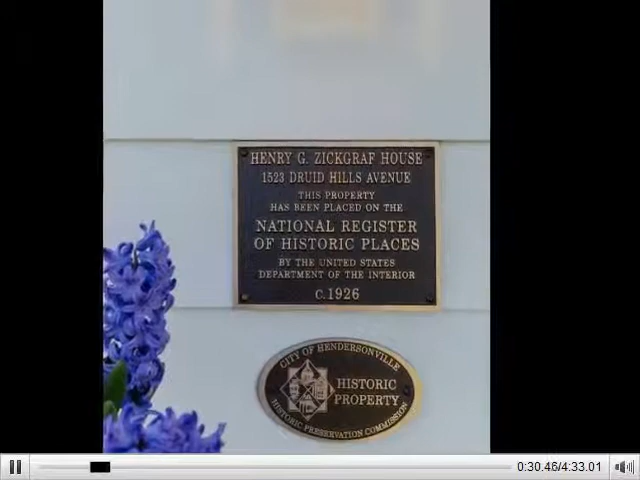 HENRY G. ZICKGRAF HOUSE
1523 DRUID HILLS AVENUE
THIS PROPERTY
HAS BEEN PLACED ON THE
NATIONAL REGISTER
OF HISTORIC PLACES
BY THE UNITED STATES
DEPARTMENT OF THE INTERIOR
C.1926
CITY OF HENDERSONVILLE
HISTORIC
PROPERTY
HISTORIC PRESERVATION COMMISSION
0:30.46/4:33.01